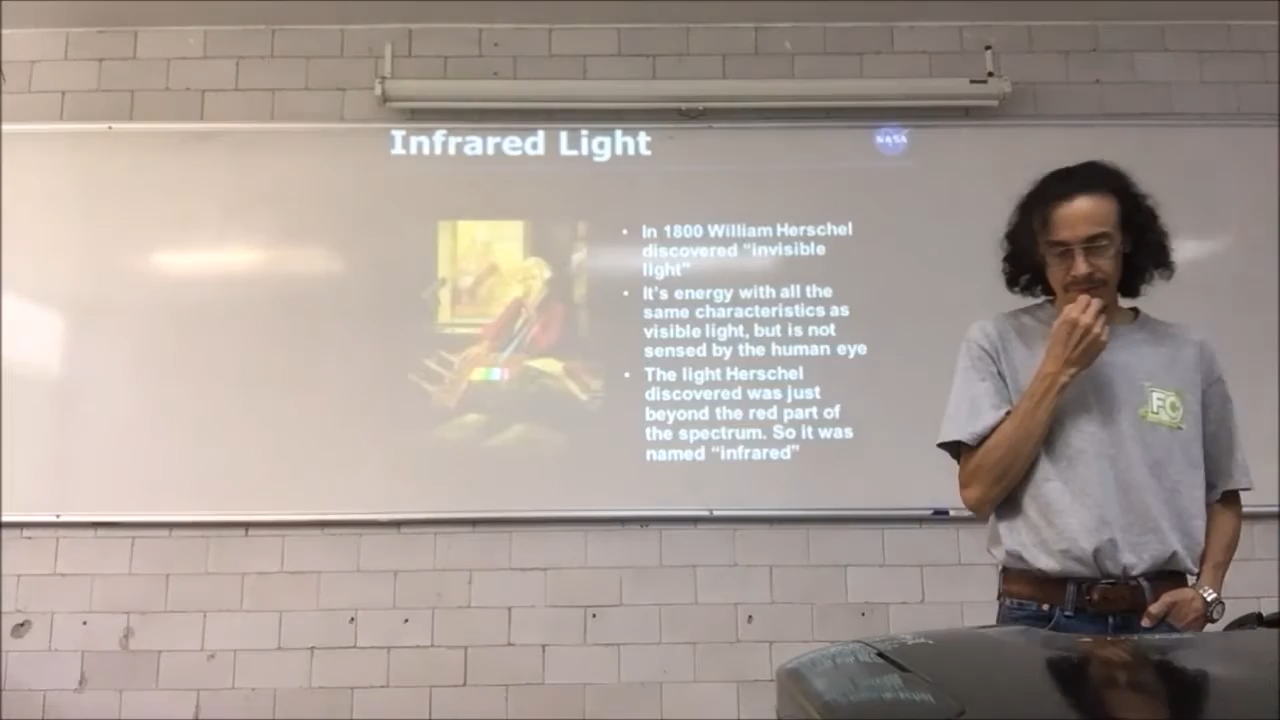 Infrared Light
NASA
• In 1800 William Herschel
discovered “invisible
light”
• It's energy with all the
same characteristics as
visible light, but is not
sensed by the human eye
• The light Herschel
discovered was just
beyond the red part of
the spectrum. So it was
named “infrared”
FC